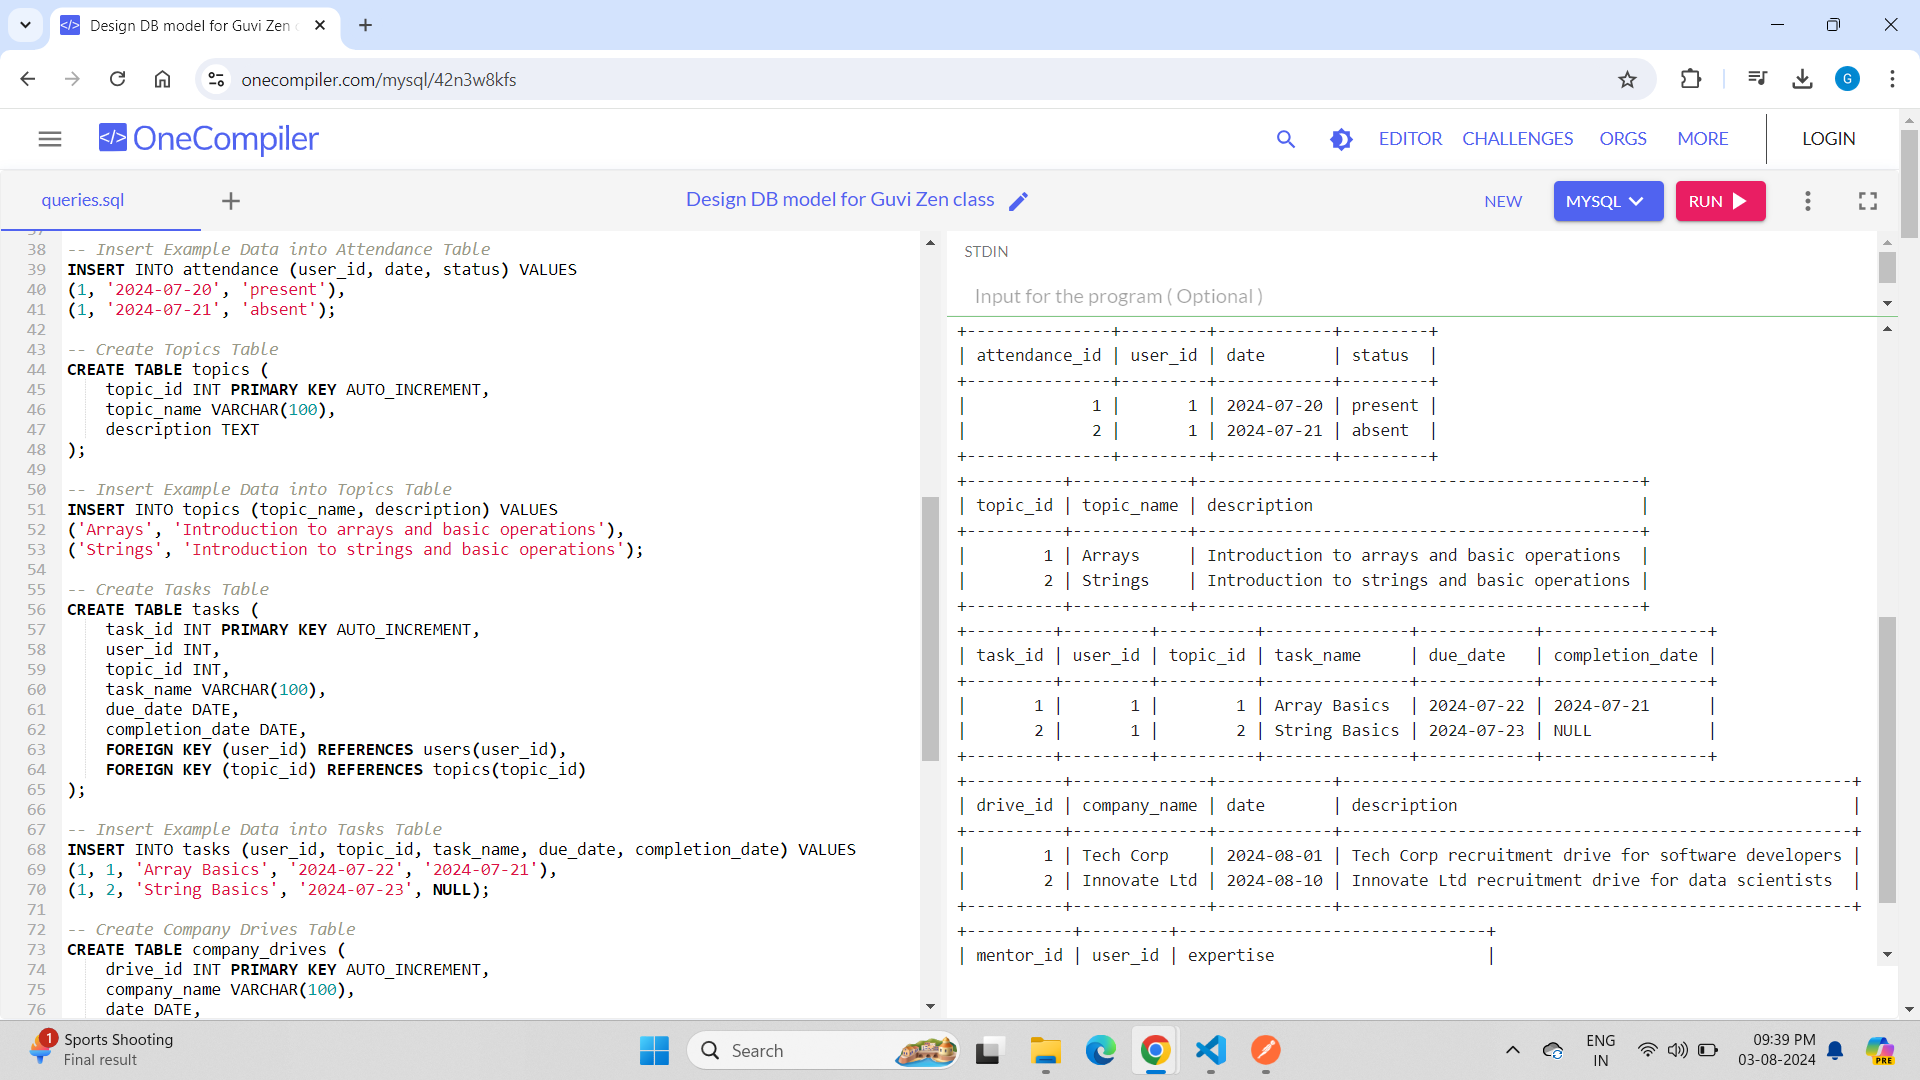 Design DB model for Guvi Zen c
onecompiler.com/mysql/42n3w8kfs
G
</> OneCompiler
EDITOR
CHALLENGES
ORGS
MORE
LOGIN
queries.sql
Design DB model for Guvi Zen class
NEW
MYSQL
RUN
37
38 -- Insert Example Data into Attendance Table
39 INSERT INTO attendance (user_id, date, status) VALUES
40 (1, '2024-07-20', 'present'),
41 (1, '2024-07-21', 'absent');
42
43 -- Create Topics Table
44 CREATE TABLE topics (
45 topic_id INT PRIMARY KEY AUTO_INCREMENT,
46 topic_name VARCHAR(100),
47 description TEXT
48 );
49
50 -- Insert Example Data into Topics Table
51 INSERT INTO topics (topic_name, description) VALUES
52 ('Arrays', 'Introduction to arrays and basic operations'),
53 ('Strings', 'Introduction to strings and basic operations');
54
55 -- Create Tasks Table
56 CREATE TABLE tasks (
57 task_id INT PRIMARY KEY AUTO_INCREMENT,
58 user_id INT,
59 topic_id INT,
60 task_name VARCHAR(100),
61 due_date DATE,
62 completion_date DATE,
63 FOREIGN KEY (user_id) REFERENCES users(user_id),
64 FOREIGN KEY (topic_id) REFERENCES topics(topic_id)
65 );
66
67 -- Insert Example Data into Tasks Table
68 INSERT INTO tasks (user_id, topic_id, task_name, due_date, completion_date) VALUES
69 (1, 1, 'Array Basics', '2024-07-22', '2024-07-21'),
70 (1, 2, 'String Basics', '2024-07-23', NULL);
71
72 -- Create Company Drives Table
73 CREATE TABLE company_drives (
74 drive_id INT PRIMARY KEY AUTO_INCREMENT,
75 company_name VARCHAR(100),
76 date DATE,
STDIN
Input for the program ( Optional )
+---------------+---------+------------+---------+
| attendance_id | user_id | date       | status  |
+---------------+---------+------------+---------+
|             1 |       1 | 2024-07-20 | present |
|             2 |       1 | 2024-07-21 | absent  |
+---------------+---------+------------+---------+
+----------+------------+----------------------------------------------+
| topic_id | topic_name | description                                  |
+----------+------------+----------------------------------------------+
|        1 | Arrays     | Introduction to arrays and basic operations  |
|        2 | Strings    | Introduction to strings and basic operations |
+----------+------------+----------------------------------------------+
+---------+---------+----------+---------------+------------+-----------------+
| task_id | user_id | topic_id | task_name     | due_date   | completion_date |
+---------+---------+----------+---------------+------------+-----------------+
|       1 |       1 |        1 | Array Basics  | 2024-07-22 | 2024-07-21      |
|       2 |       1 |        2 | String Basics | 2024-07-23 | NULL            |
+---------+---------+----------+---------------+------------+-----------------+
+----------+--------------+------------+-----------------------------------------------------+
| drive_id | company_name | date       | description                                         |
+----------+--------------+------------+-----------------------------------------------------+
|        1 | Tech Corp    | 2024-08-01 | Tech Corp recruitment drive for software developers |
|        2 | Innovate Ltd | 2024-08-10 | Innovate Ltd recruitment drive for data scientists  |
+----------+--------------+------------+-----------------------------------------------------+
+-----------+---------+--------------------------------+
| mentor_id | user_id | expertise                      |
1
Sports Shooting
Final result
Search
ENG
IN
09:39 PM
03-08-2024
PRE